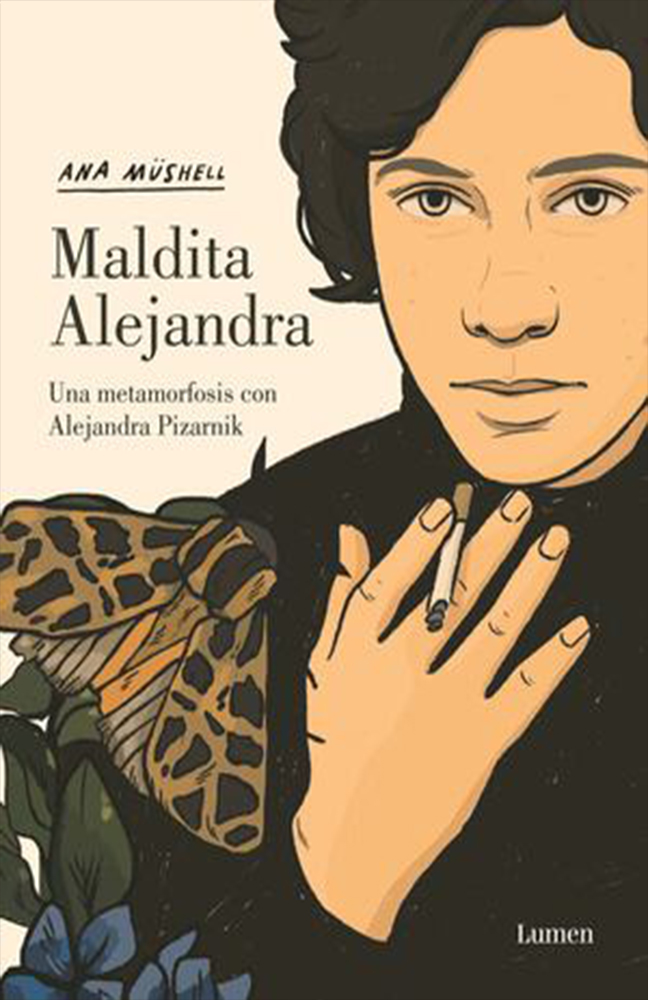 ANA MÜSHELL
Maldita
Alejandra
Una metamorfosis con
Alejandra Pizarnik
Lumen